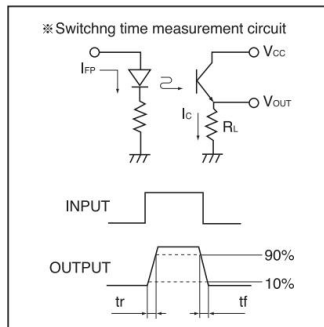 ※Switchng time measurement circuit
IFP
VCC
VOUT
IC
RL
INPUT
OUTPUT
90%
10%
tr
tf